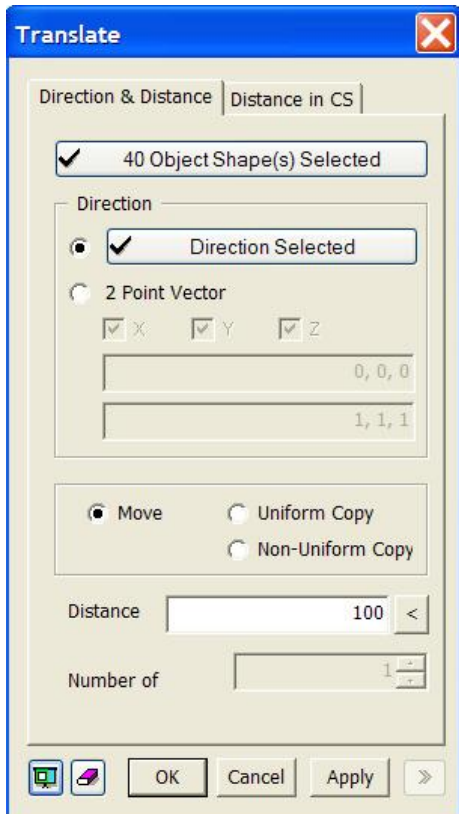 Translate
Direction & Distance Distance in CS
40 Object Shape(s) Selected
Direction
Direction Selected
2 Point Vector
X Y Z
0, 0, 0
1, 1, 1
Move Uniform Copy
Non-Uniform Copy
Distance 100 <
Number of 1
OK Cancel Apply »